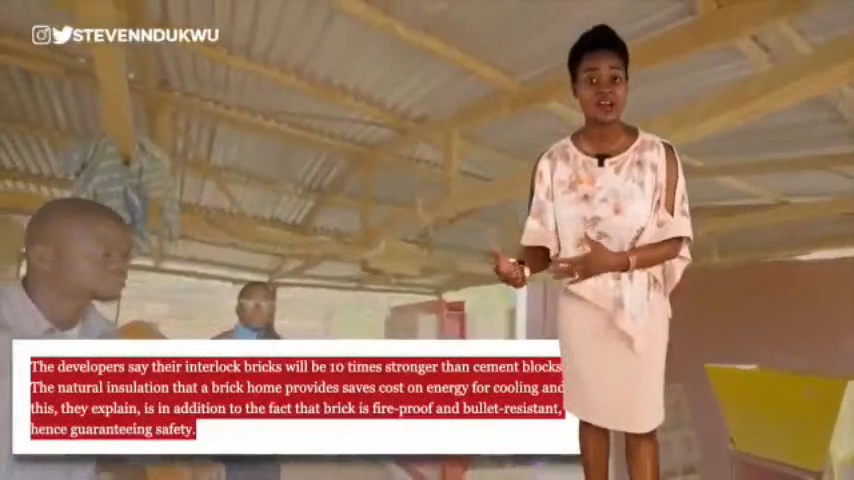 STEVENNDUKWU
The developers say their interlock bricks will be 10 times stronger than cement blocks.
The natural insulation that a brick home provides saves cost on energy for cooling and
this, they explain, is in addition to the fact that brick is fire-proof and bullet-resistant,
hence guaranteeing safety.